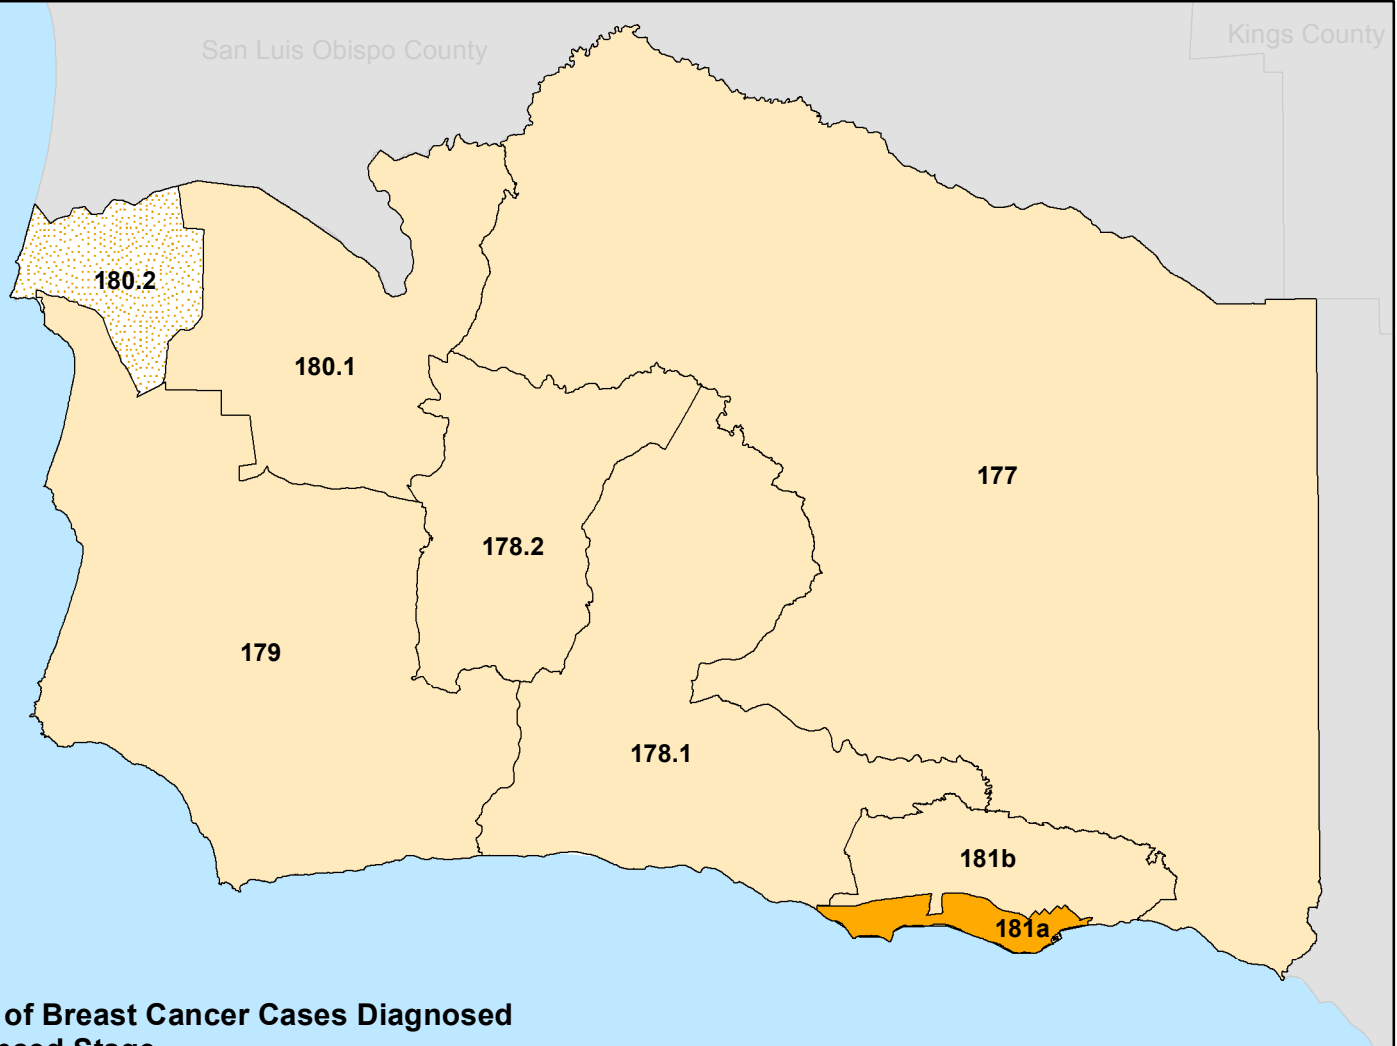 San Luis Obispo County
Kings County
180.2
180.1
177
178.2
179
178.1
181b
181a
of Breast Cancer Cases Diagnosed
Stage